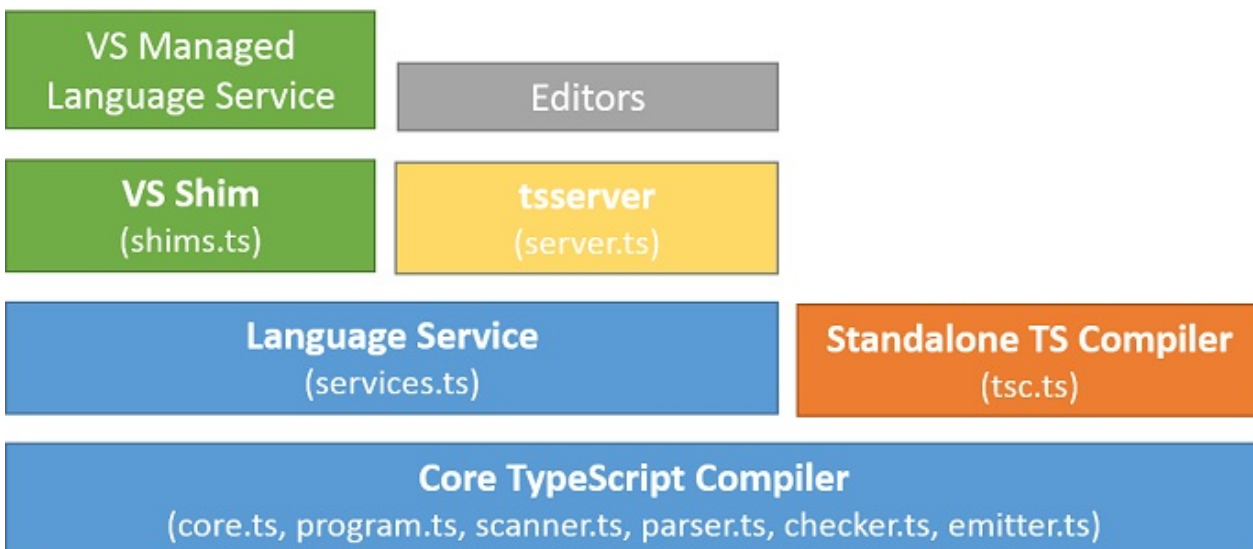 VS Managed
Language Service
Editors
VS Shim
(shims.ts)
tsserver
(server.ts)
Language Service
(services.ts)
Standalone TS Compiler
(tsc.ts)
Core TypeScript Compiler
(core.ts, program.ts, scanner.ts, parser.ts, checker.ts, emitter.ts)